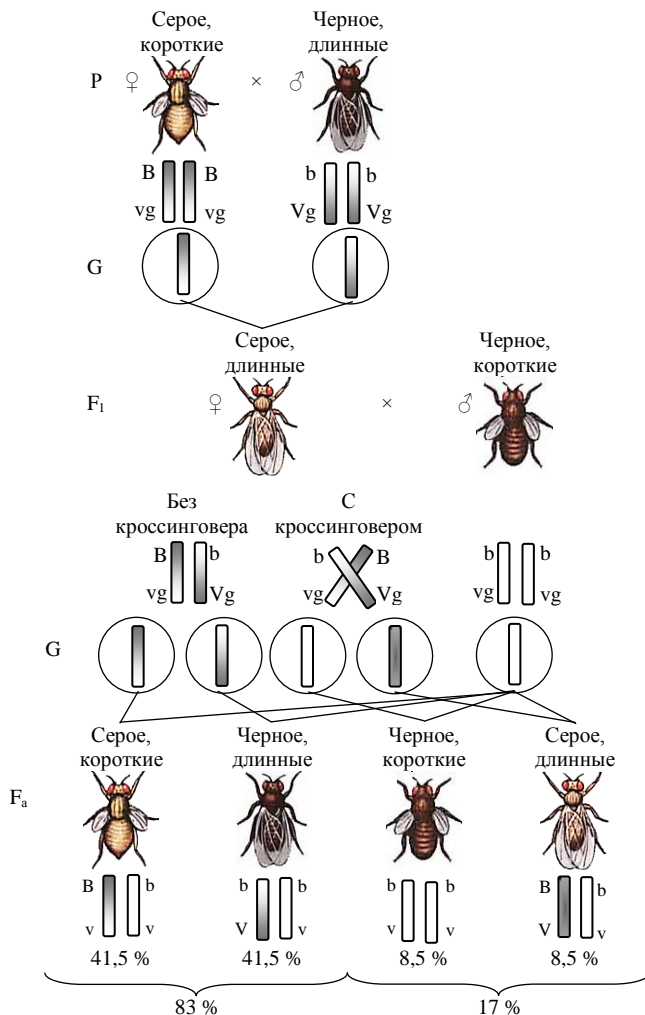 Серое, Черное,
короткие длинные
P ♀ × ♂
B B b b
vg vg Vg Vg
G
Серое, Черное,
длинные короткие
F1 ♀ × ♂
Без С
кроссинговера кроссинговером
B b b B b b
vg Vg vg Vg vg vg
G
Серое, Черное, Черное, Серое,
короткие длинные короткие длинные
Fa
B b b b b b B b
v v V v v v V v
41,5 % 41,5 % 8,5 % 8,5 %
83 % 17 %